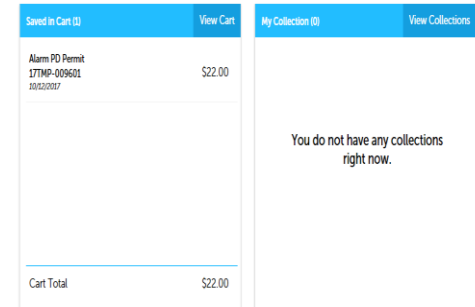 Saved in Cart (1) View Cart
Alarm PD Permit
17TMP-009601 $22.00
10/12/2017
Cart Total $22.00
My Collection (0) View Collections
You do not have any collections
right now.